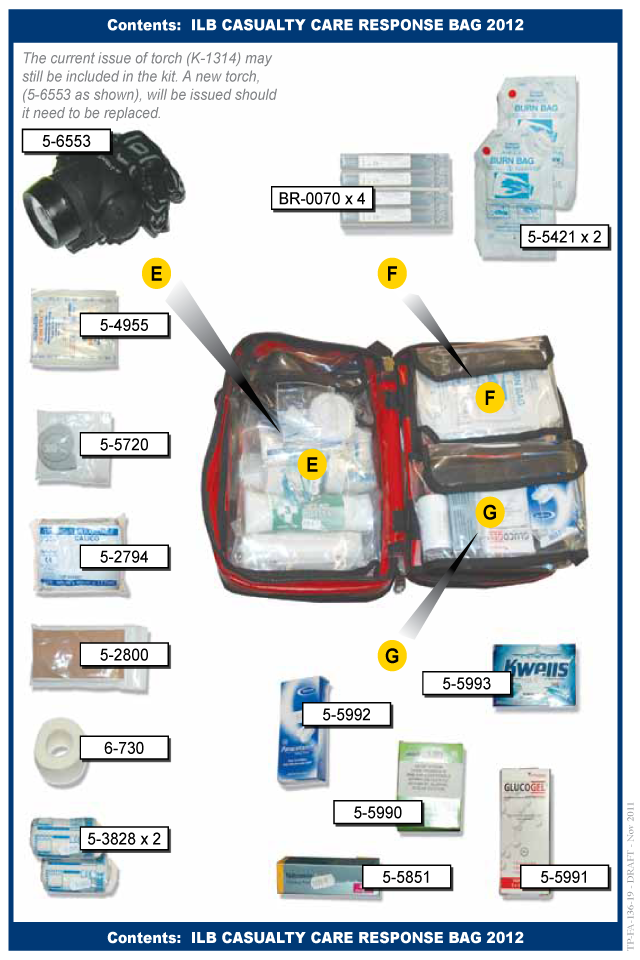 Contents: ILB CASUALTY CARE RESPONSE BAG 2012
The current issue of torch (K-1314) may
still be included in the kit. A new torch,
(5-6553 as shown), will be issued should
it need to be replaced.
5-6553
BR-0070 x 4
BURN BAG
BURN BAG
5-5421 x 2
E
F
5-4955
F
5-5720
E
CALICO
5-2794
G
GLUCOGEL
5-2800
G
Kwells
5-5993
5-5992
Paracetamol
6-730
5-5990
GLUCOGEL
5-3828 x 2
5-5851
5-5991
TP-FA-136-19 - DRAFT - Nov 2011
Contents: ILB CASUALTY CARE RESPONSE BAG 2012